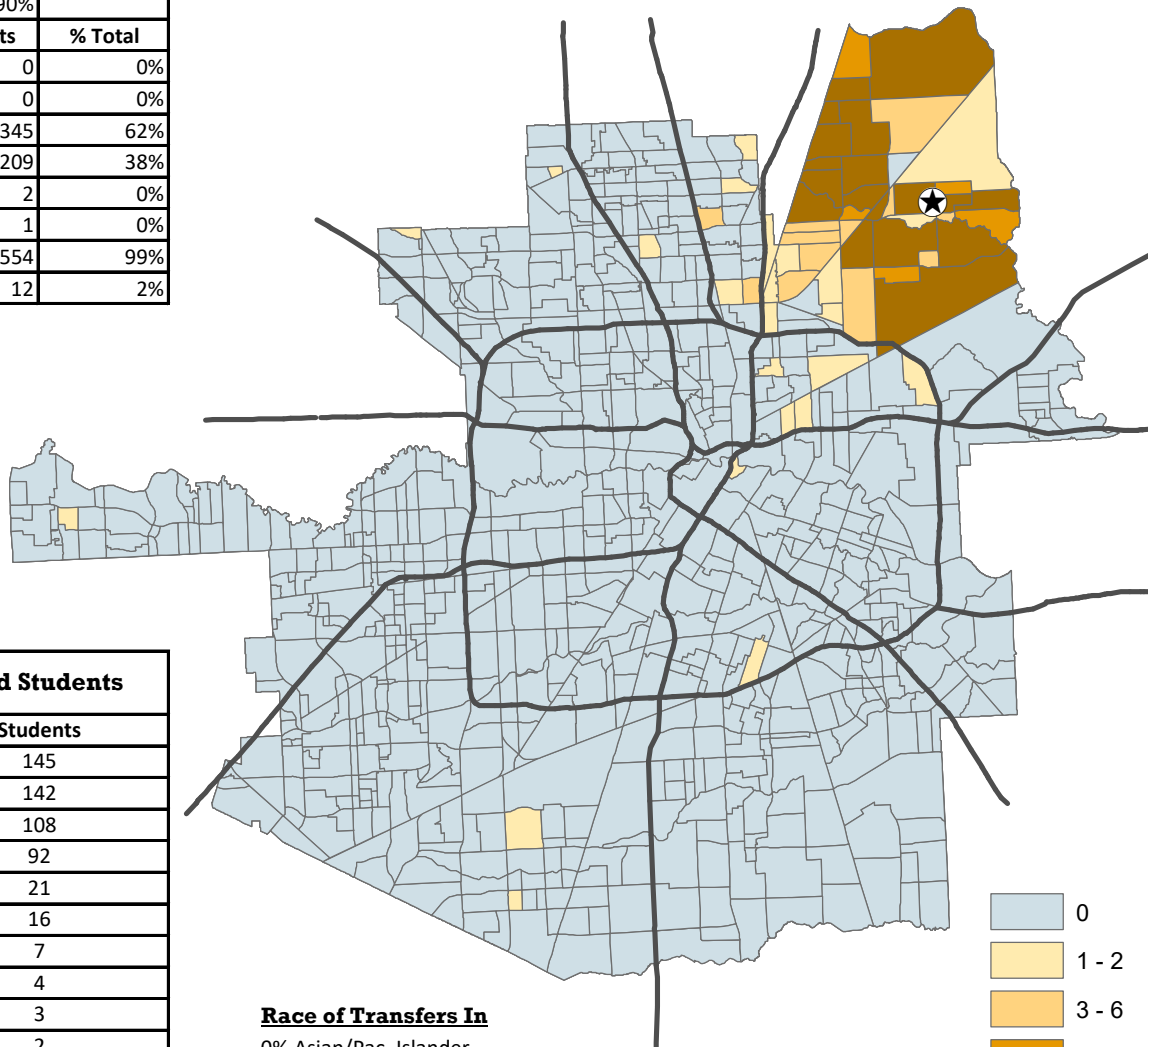 90%
ts % Total
0 0%
0 0%
345 62%
209 38%
2 0%
1 0%
554 99%
12 2%
d Students
Students
145
142
108
92
21
16
7
4
3
2
0
1 - 2
3 - 6
Race of Transfers In
0% Asian/Pac. Islander